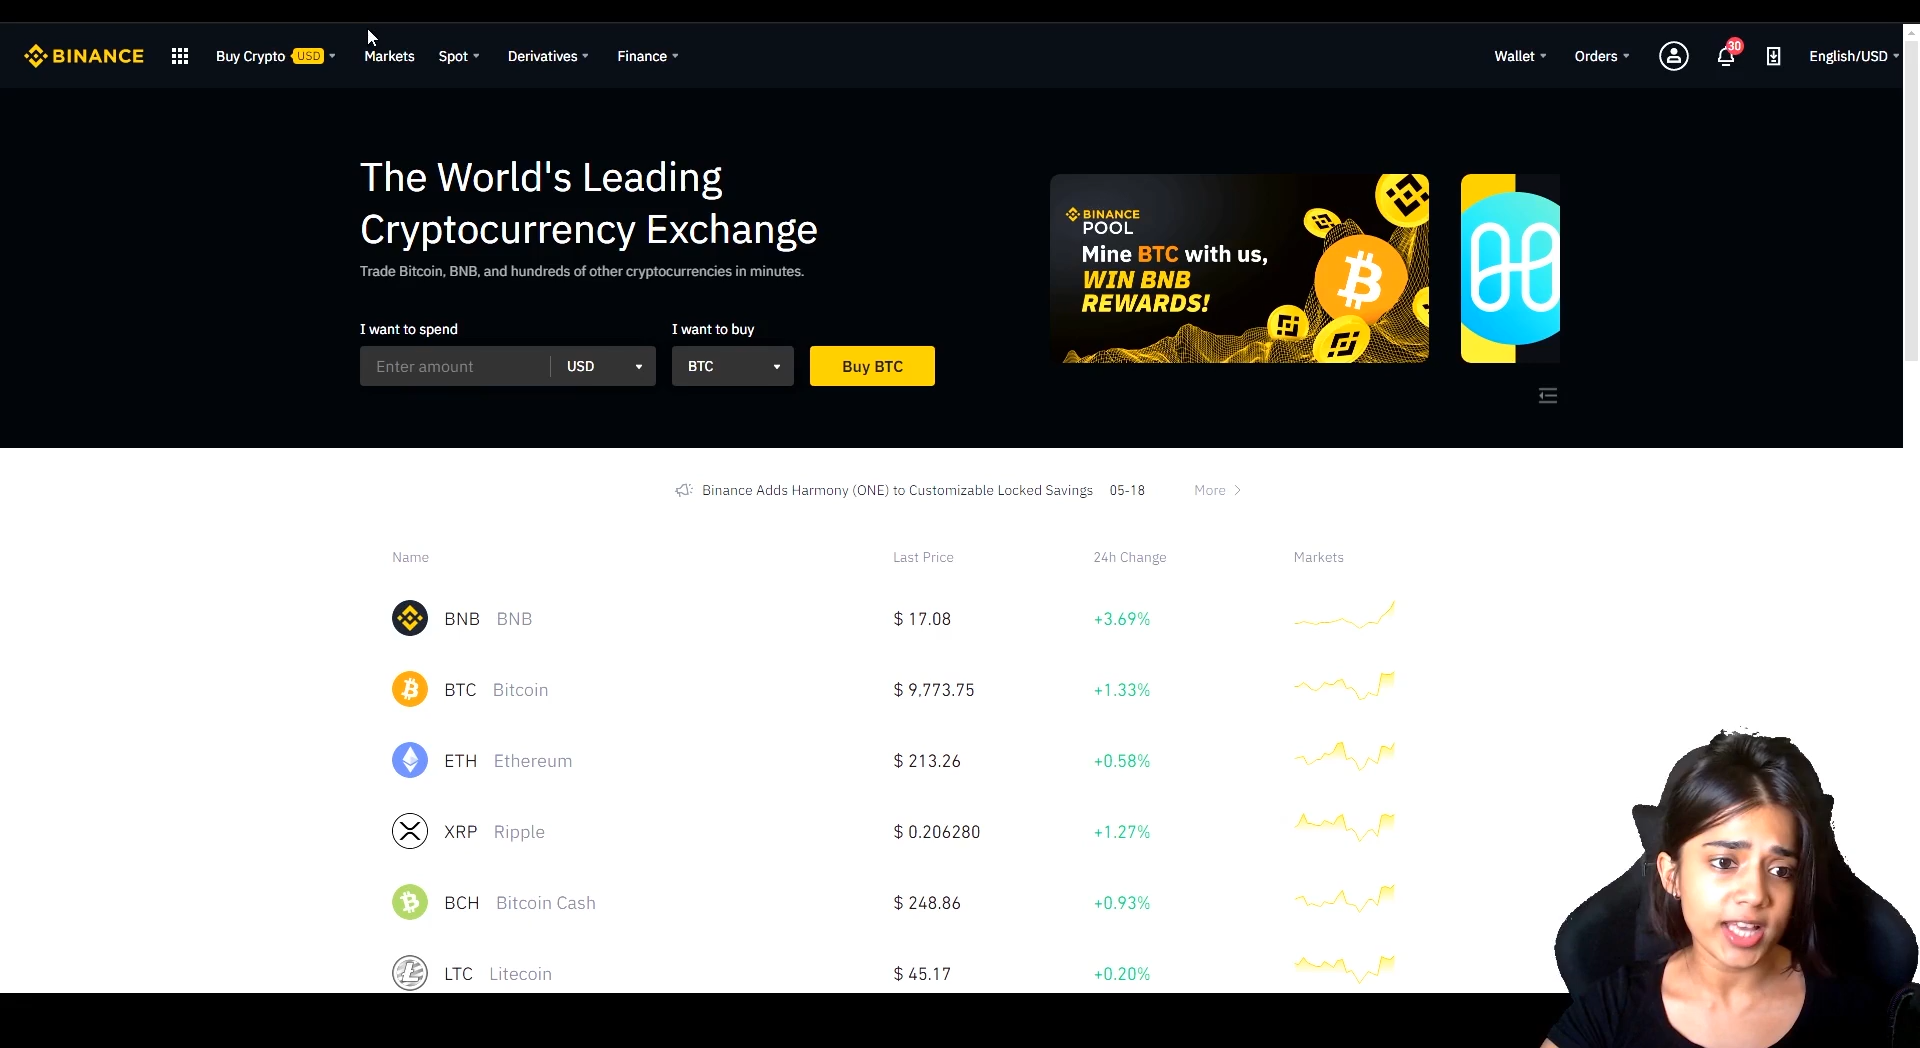 BINANCE
Buy Crypto USD
Markets
Spot
Derivatives
Finance
Wallet
Orders
30
English/USD
The World's Leading
Cryptocurrency Exchange
Trade Bitcoin, BNB, and hundreds of other cryptocurrencies in minutes.
I want to spend
I want to buy
Enter amount
USD
BTC
Buy BTC
BINANCE
POOL
Mine BTC with us,
WIN BNB
REWARDS!
Binance Adds Harmony (ONE) to Customizable Locked Savings 05-18 More
Name Last Price 24h Change Markets
BNB BNB $ 17.08 +3.69%
BTC Bitcoin $ 9,773.75 +1.33%
ETH Ethereum $ 213.26 +0.58%
XRP Ripple $ 0.206280 +1.27%
BCH Bitcoin Cash $ 248.86 +0.93%
LTC Litecoin $ 45.17 +0.20%